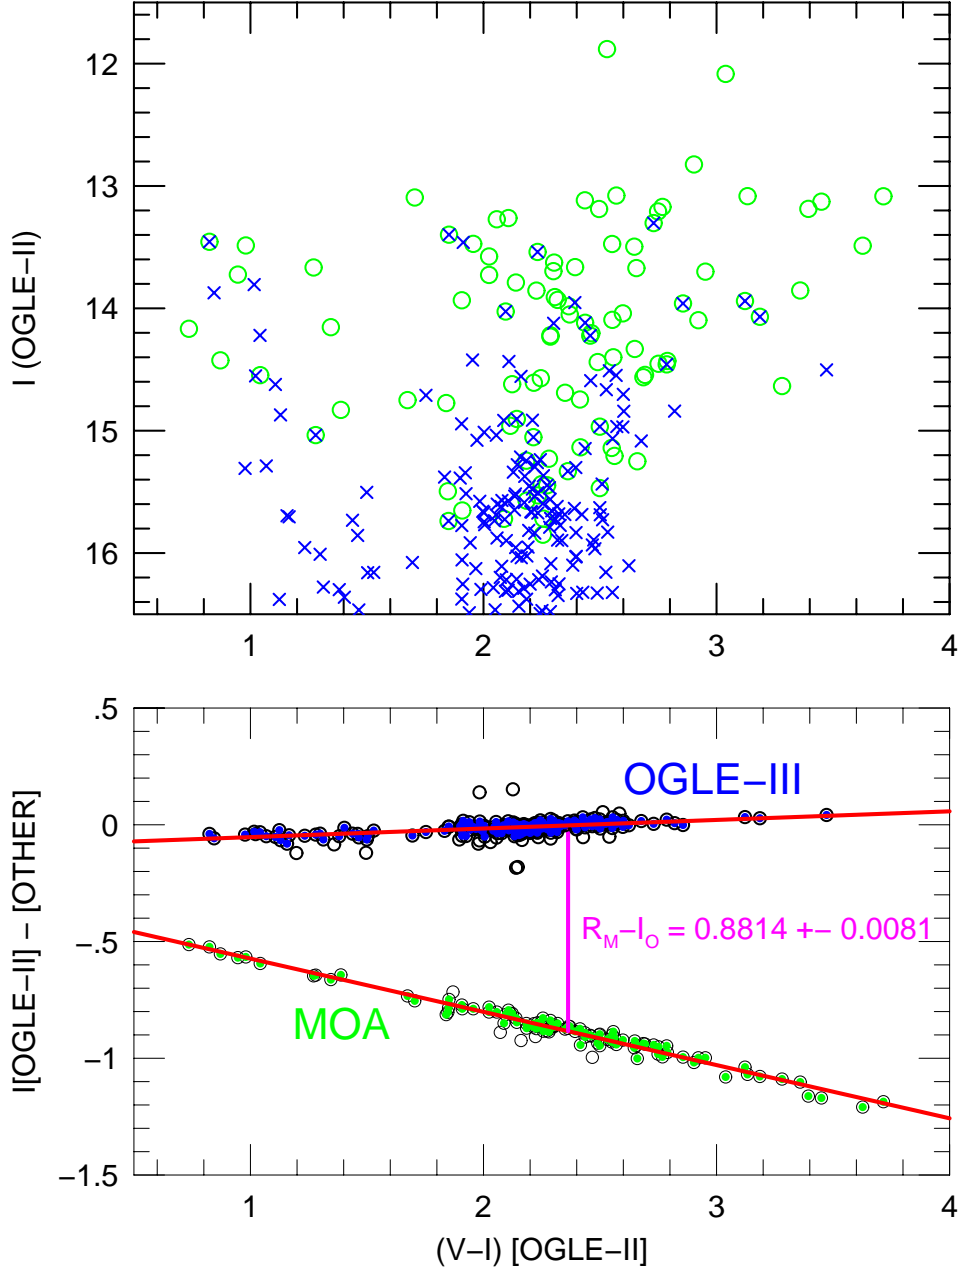 12
13
14
15
16
I (OGLE−II)
1 2 3 4
.5
0
−.5
−1
−1.5
I[OGLE−II] − [OTHER]
OGLE−III
R_M−I_O = 0.8814 +− 0.0081
MOA
1 2 3 4
(V−I) [OGLE−II]